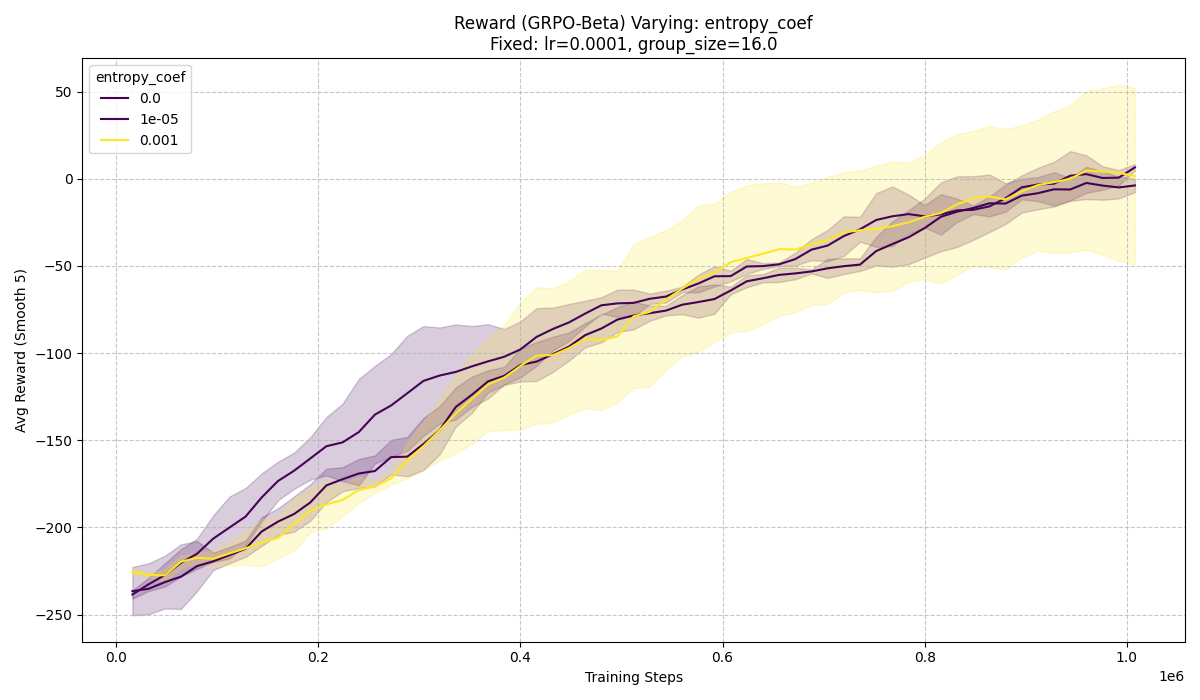 Reward (GRPO-Beta) Varying: entropy_coef
Fixed: lr=0.0001, group_size=16.0
entropy_coef
0.0
1e-05
0.001
Avg Reward (Smooth 5)
50
0
−50
−100
−150
−200
−250
0.0 0.2 0.4 0.6 0.8 1.0
1e6
Training Steps